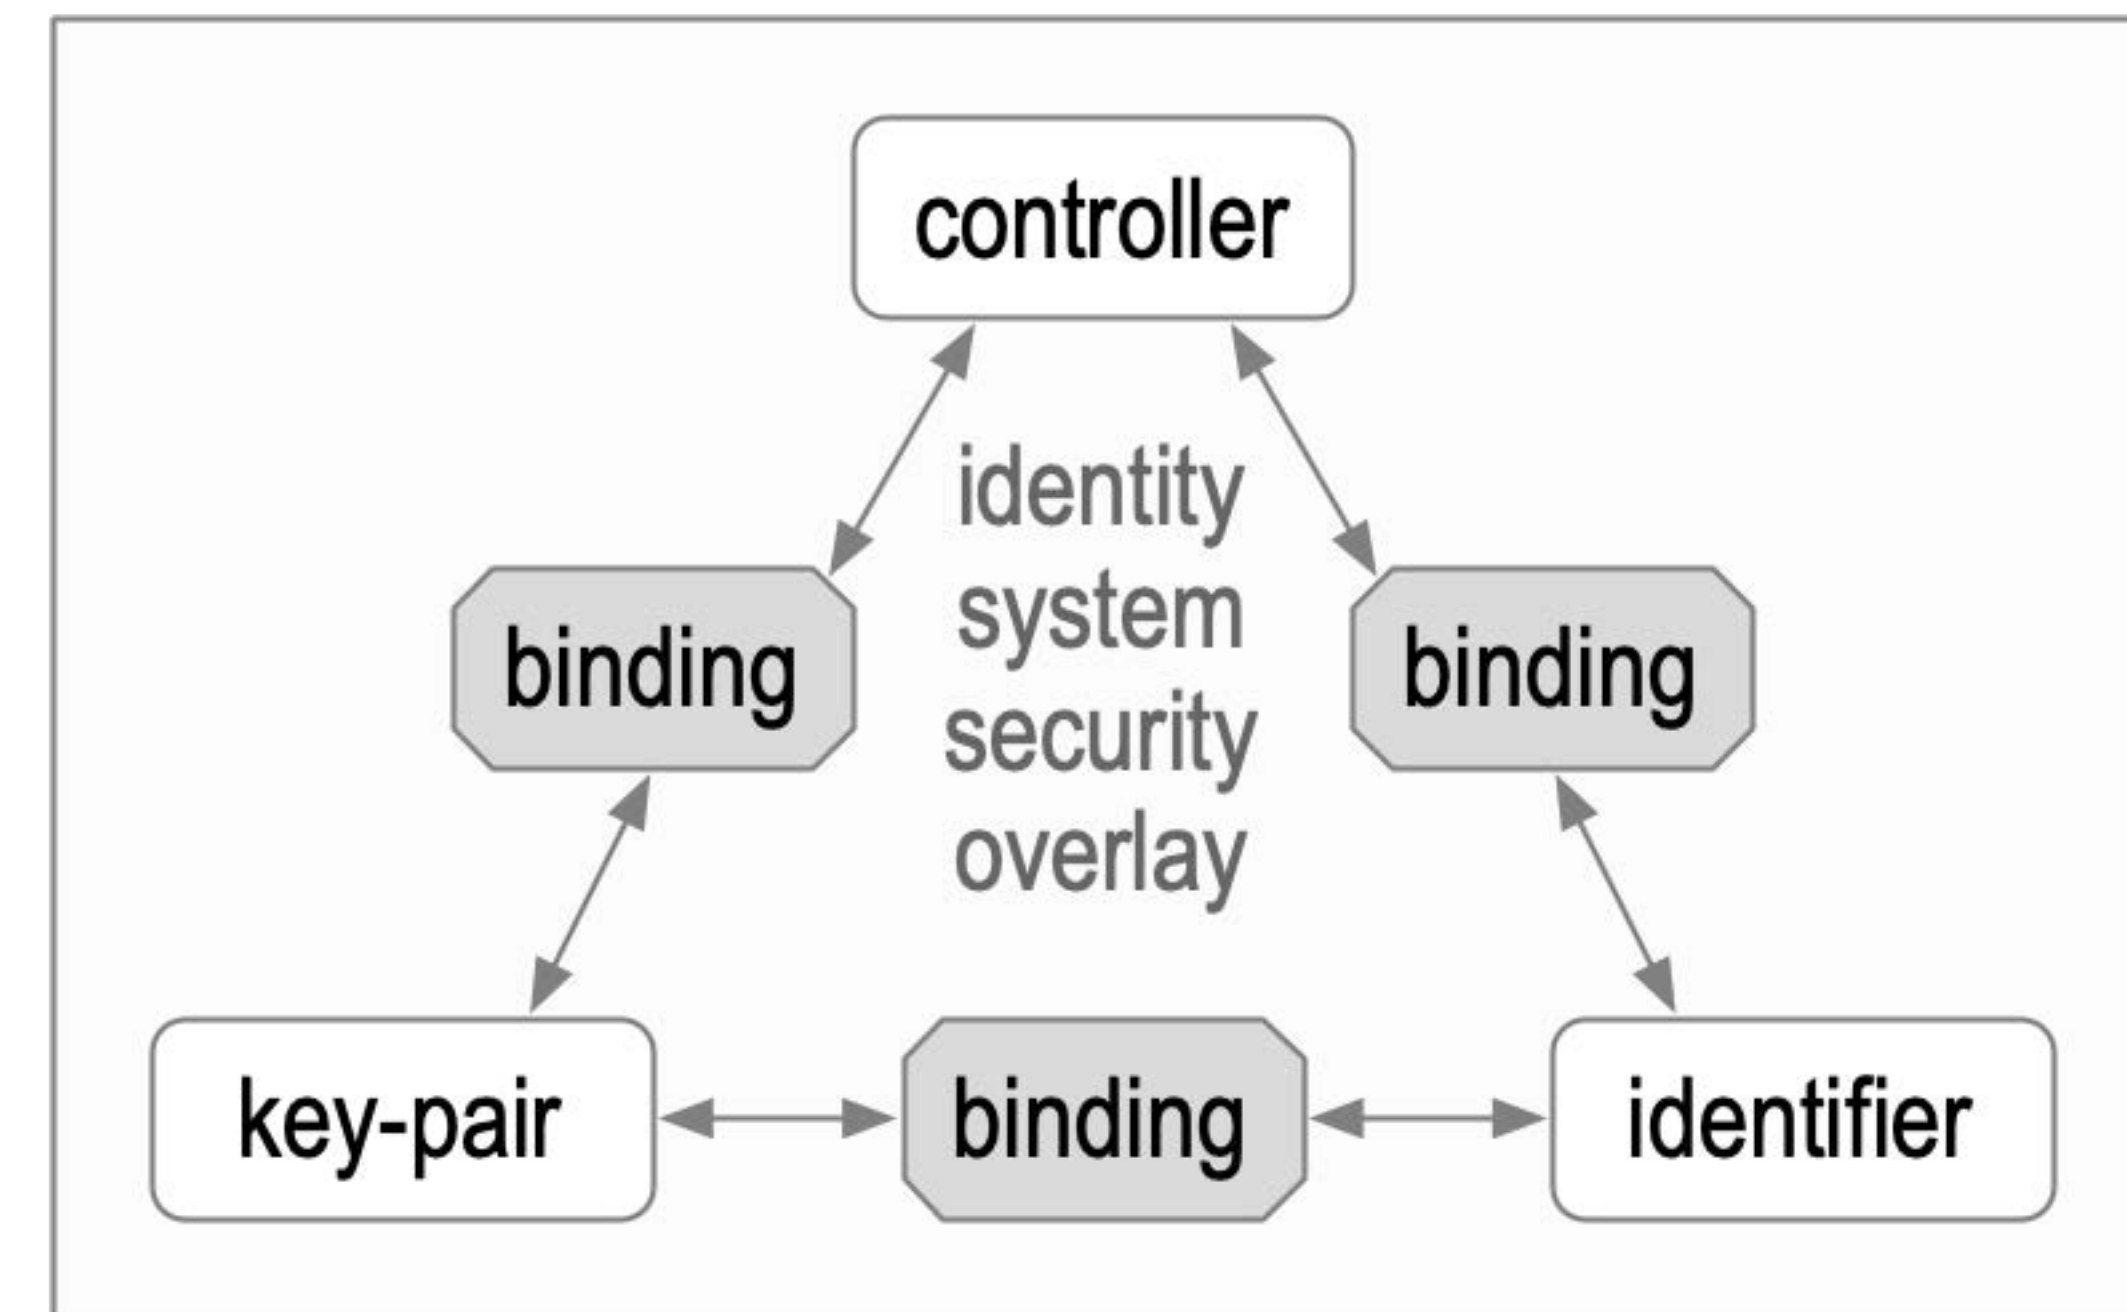 controller
identity
system
security
overlay
binding
binding
key-pair
binding
identifier